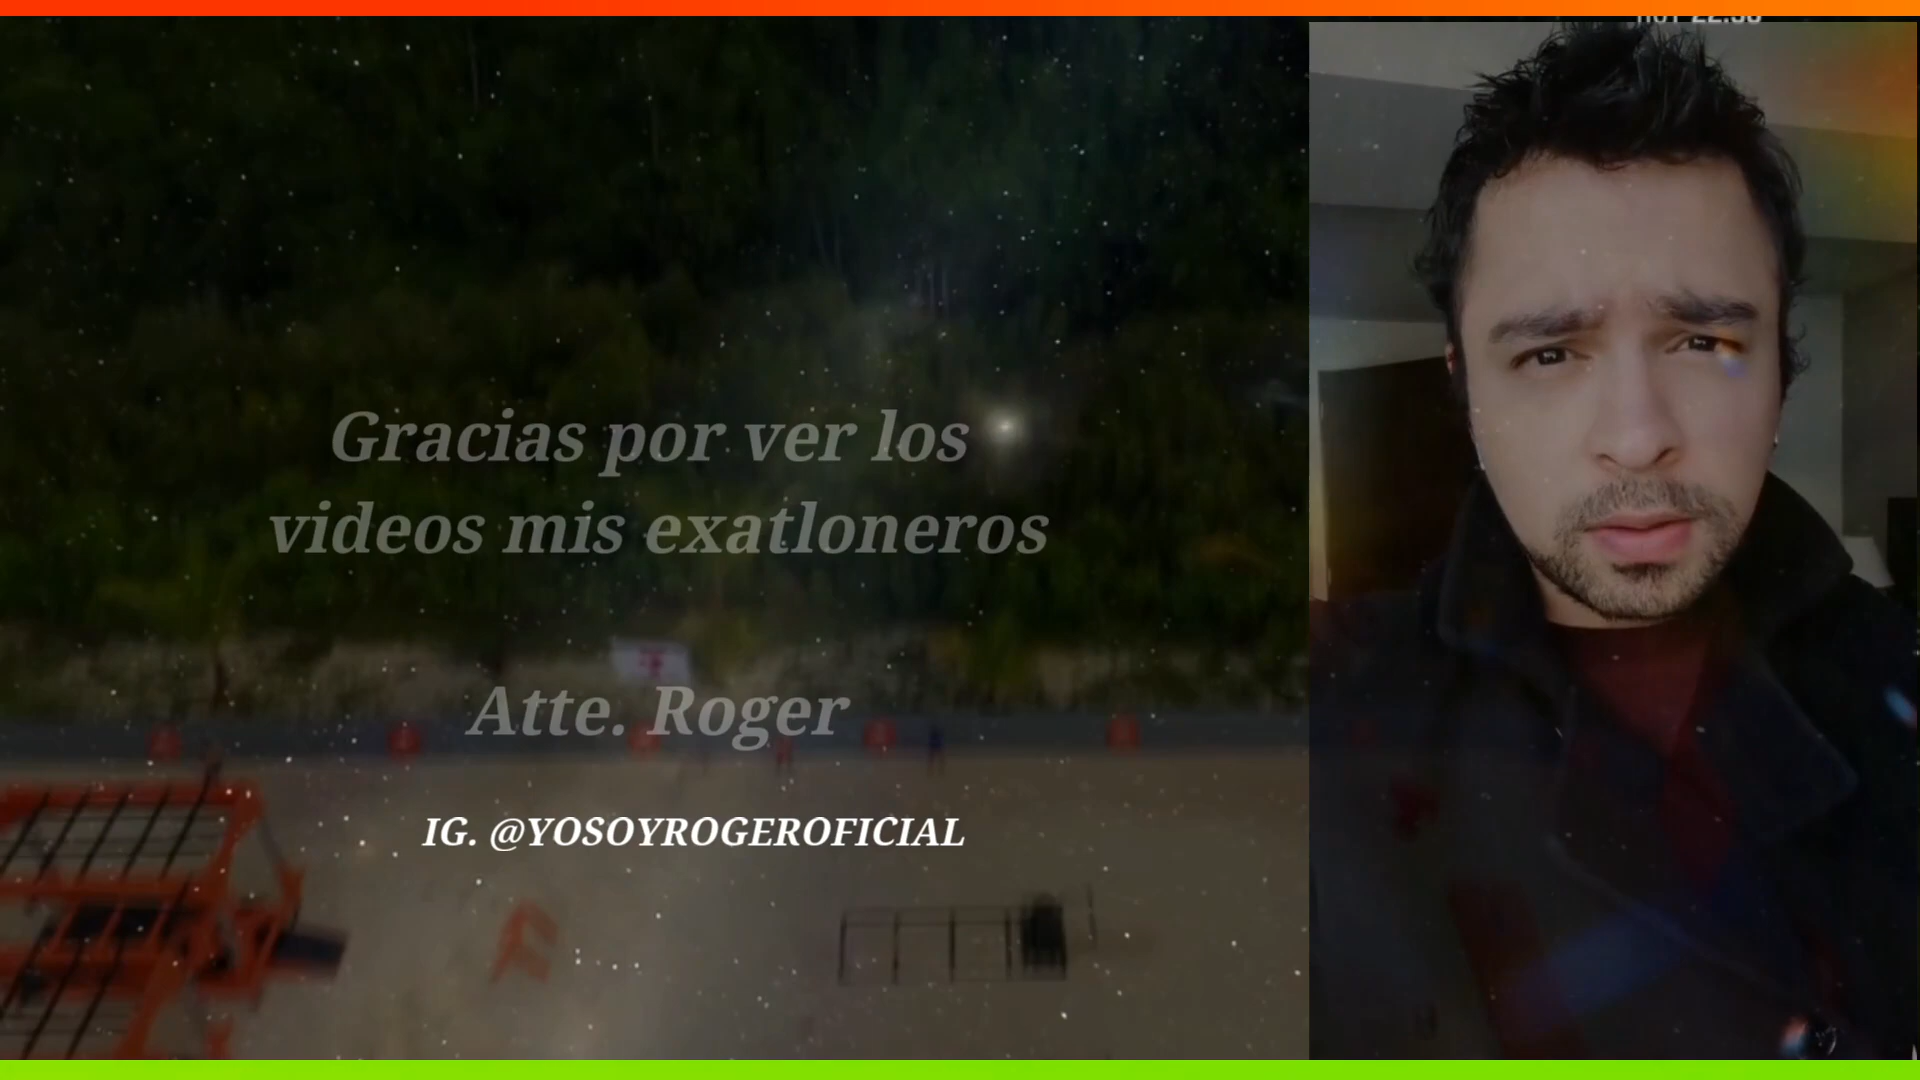 Gracias por ver los
videos mis exatloneros
Atte. Roger
IG. @YOSOYROGEROFICIAL